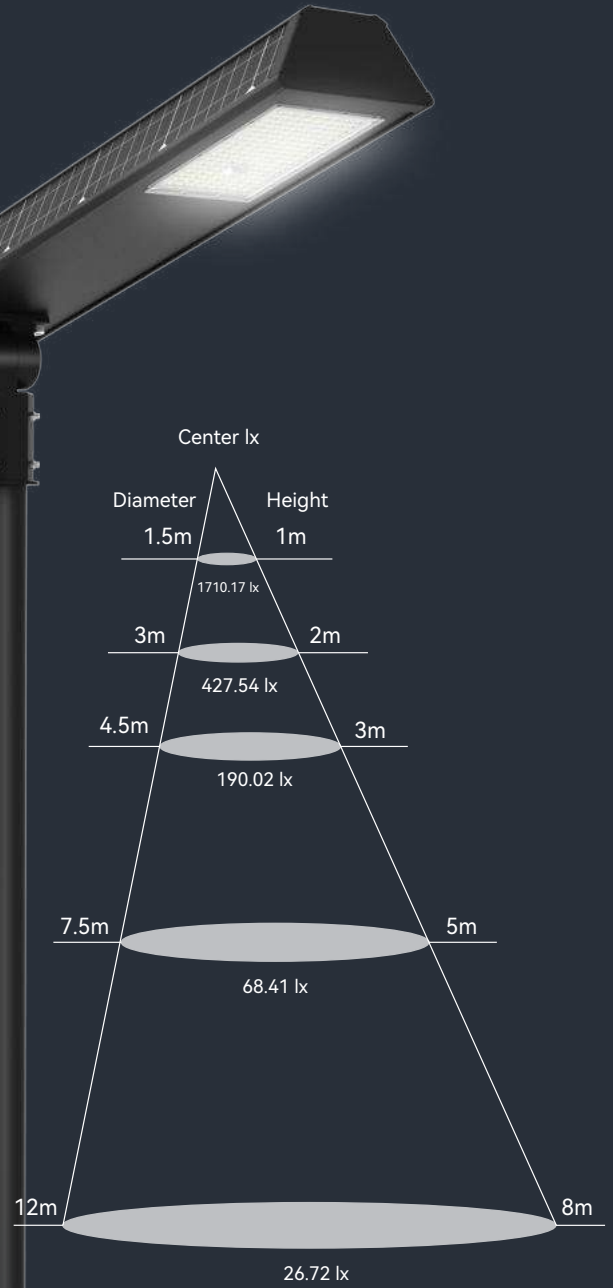 Center lx
Diameter Height
1.5m 1m
1710.17 lx
3m 2m
427.54 lx
4.5m 3m
190.02 lx
7.5m 5m
68.41 lx
12m 8m
26.72 lx